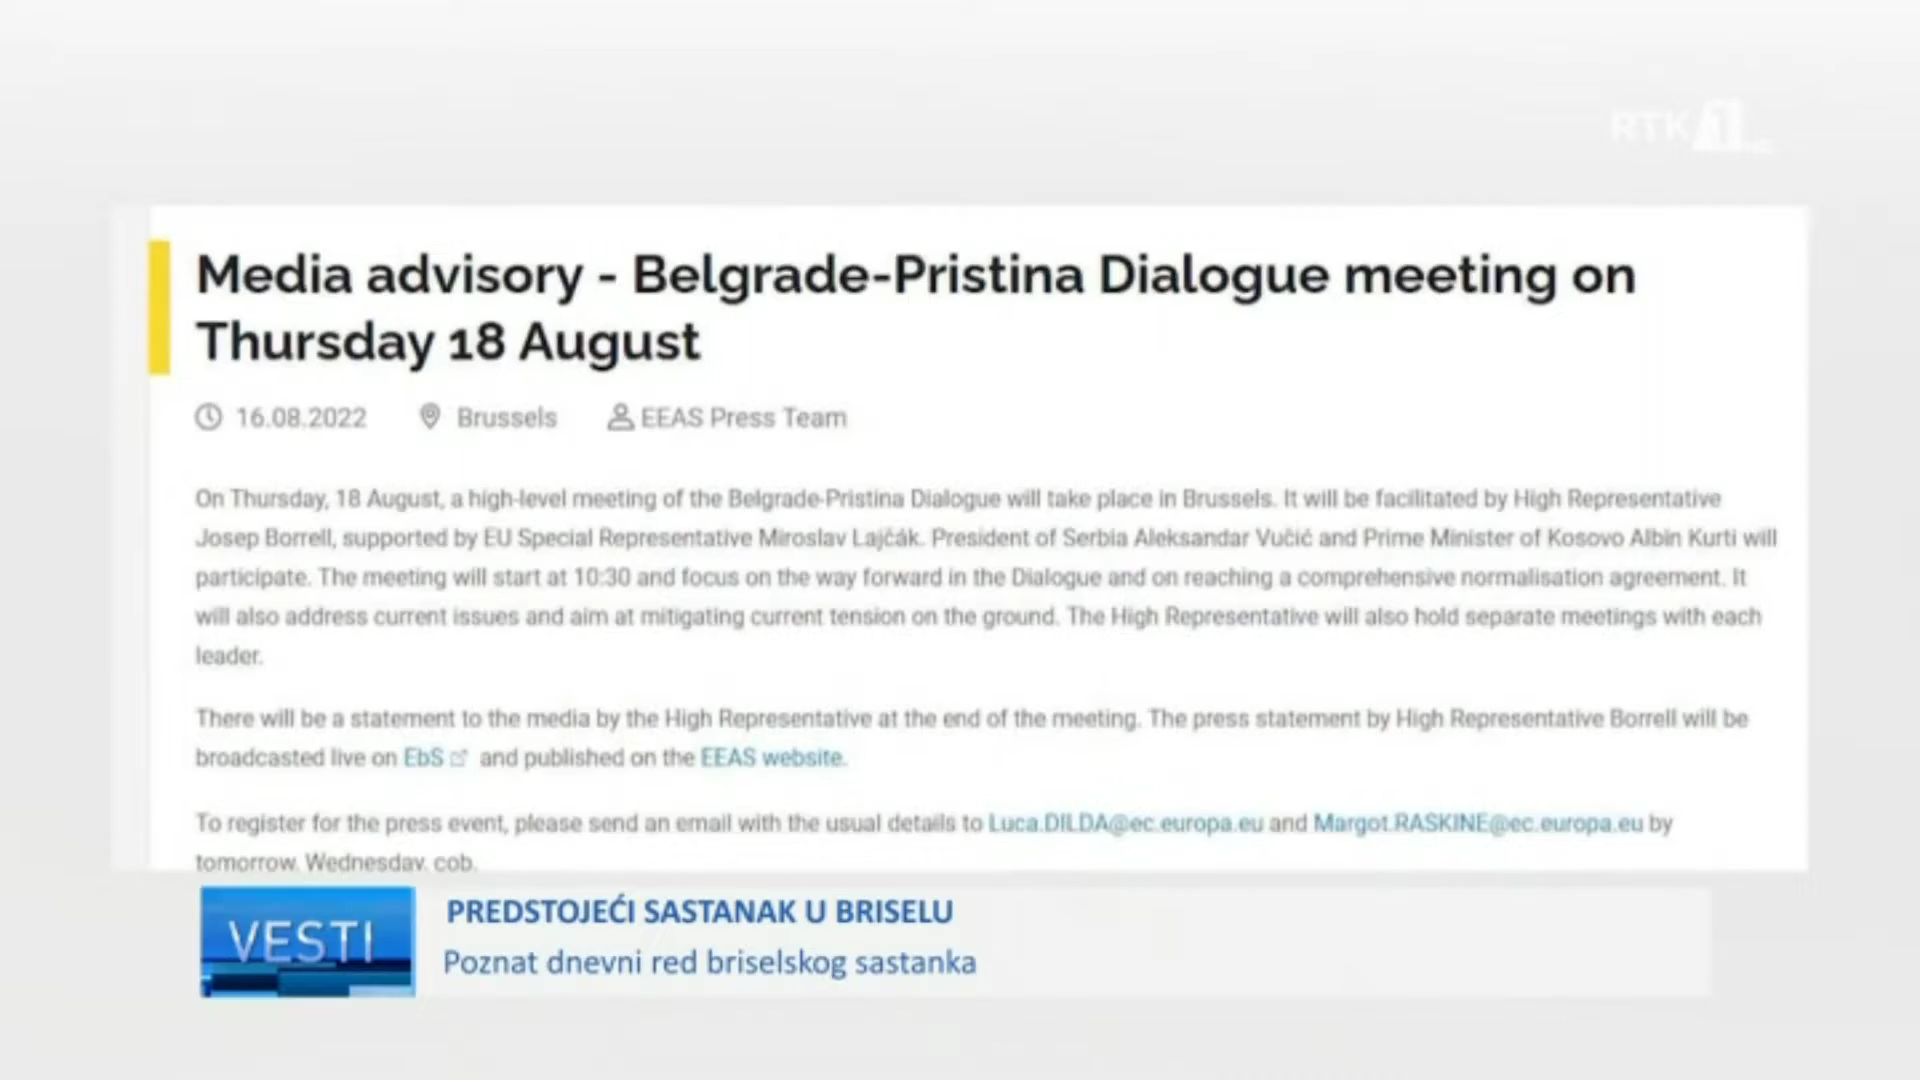 RTK 1
Media advisory - Belgrade-Pristina Dialogue meeting on
Thursday 18 August
16.08.2022 Brussels EEAS Press Team
On Thursday, 18 August, a high-level meeting of the Belgrade-Pristina Dialogue will take place in Brussels. It will be facilitated by High Representative
Josep Borrell, supported by EU Special Representative Miroslav Lajčák. President of Serbia Aleksandar Vučić and Prime Minister of Kosovo Albin Kurti will
participate. The meeting will start at 10:30 and focus on the way forward in the Dialogue and on reaching a comprehensive normalisation agreement. It
will also address current issues and aim at mitigating current tension on the ground. The High Representative will also hold separate meetings with each
leader.
There will be a statement to the media by the High Representative at the end of the meeting. The press statement by High Representative Borrell will be
broadcasted live on EbS and published on the EEAS website.
To register for the press event, please send an email with the usual details to Luca.DILDA@ec.europa.eu and Margot.RASKINE@ec.europa.eu by
tomorrow, Wednesday, cob.
VESTI
PREDSTOJEĆI SASTANAK U BRISELU
Poznat dnevni red briselskog sastanka